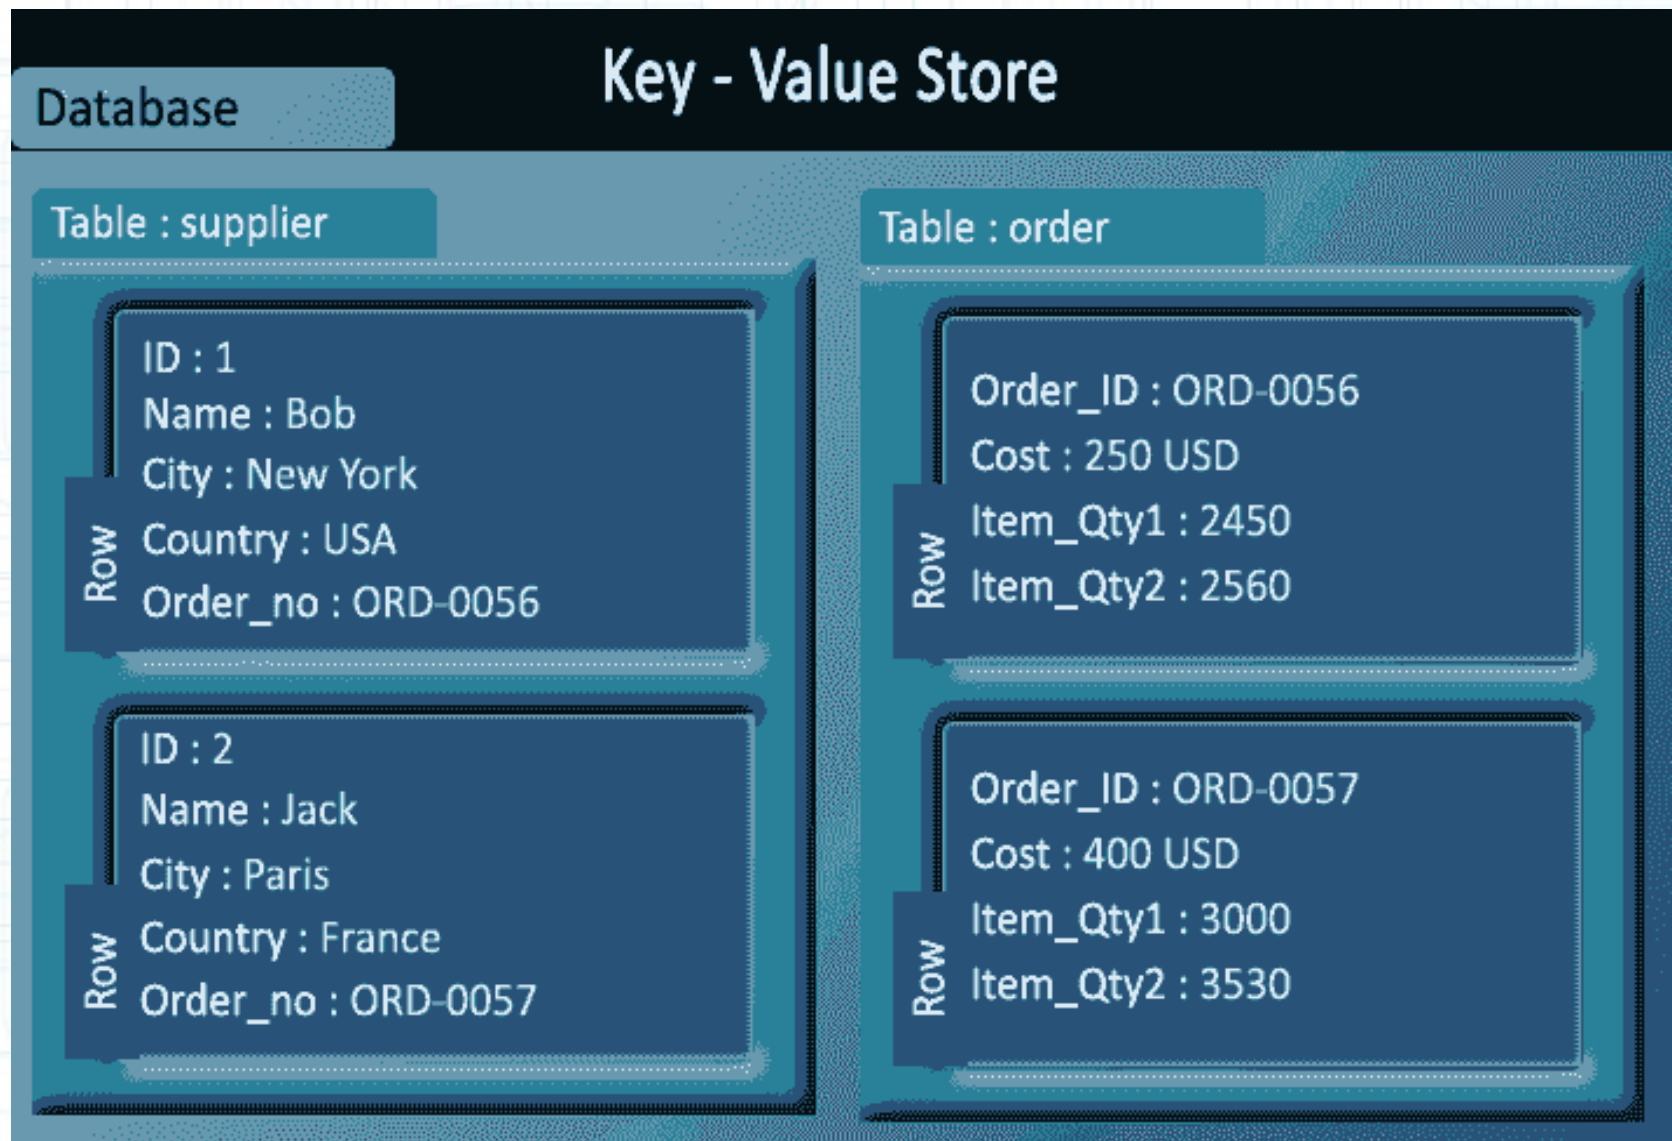 Key - Value Store
Database
Table : supplier
ID : 1
Name : Bob
City : New York
Country : USA
Order_no : ORD-0056
Row
ID : 2
Name : Jack
City : Paris
Country : France
Order_no : ORD-0057
Row
Table : order
Order_ID : ORD-0056
Cost : 250 USD
Item_Qty1 : 2450
Item_Qty2 : 2560
Row
Order_ID : ORD-0057
Cost : 400 USD
Item_Qty1 : 3000
Item_Qty2 : 3530
Row